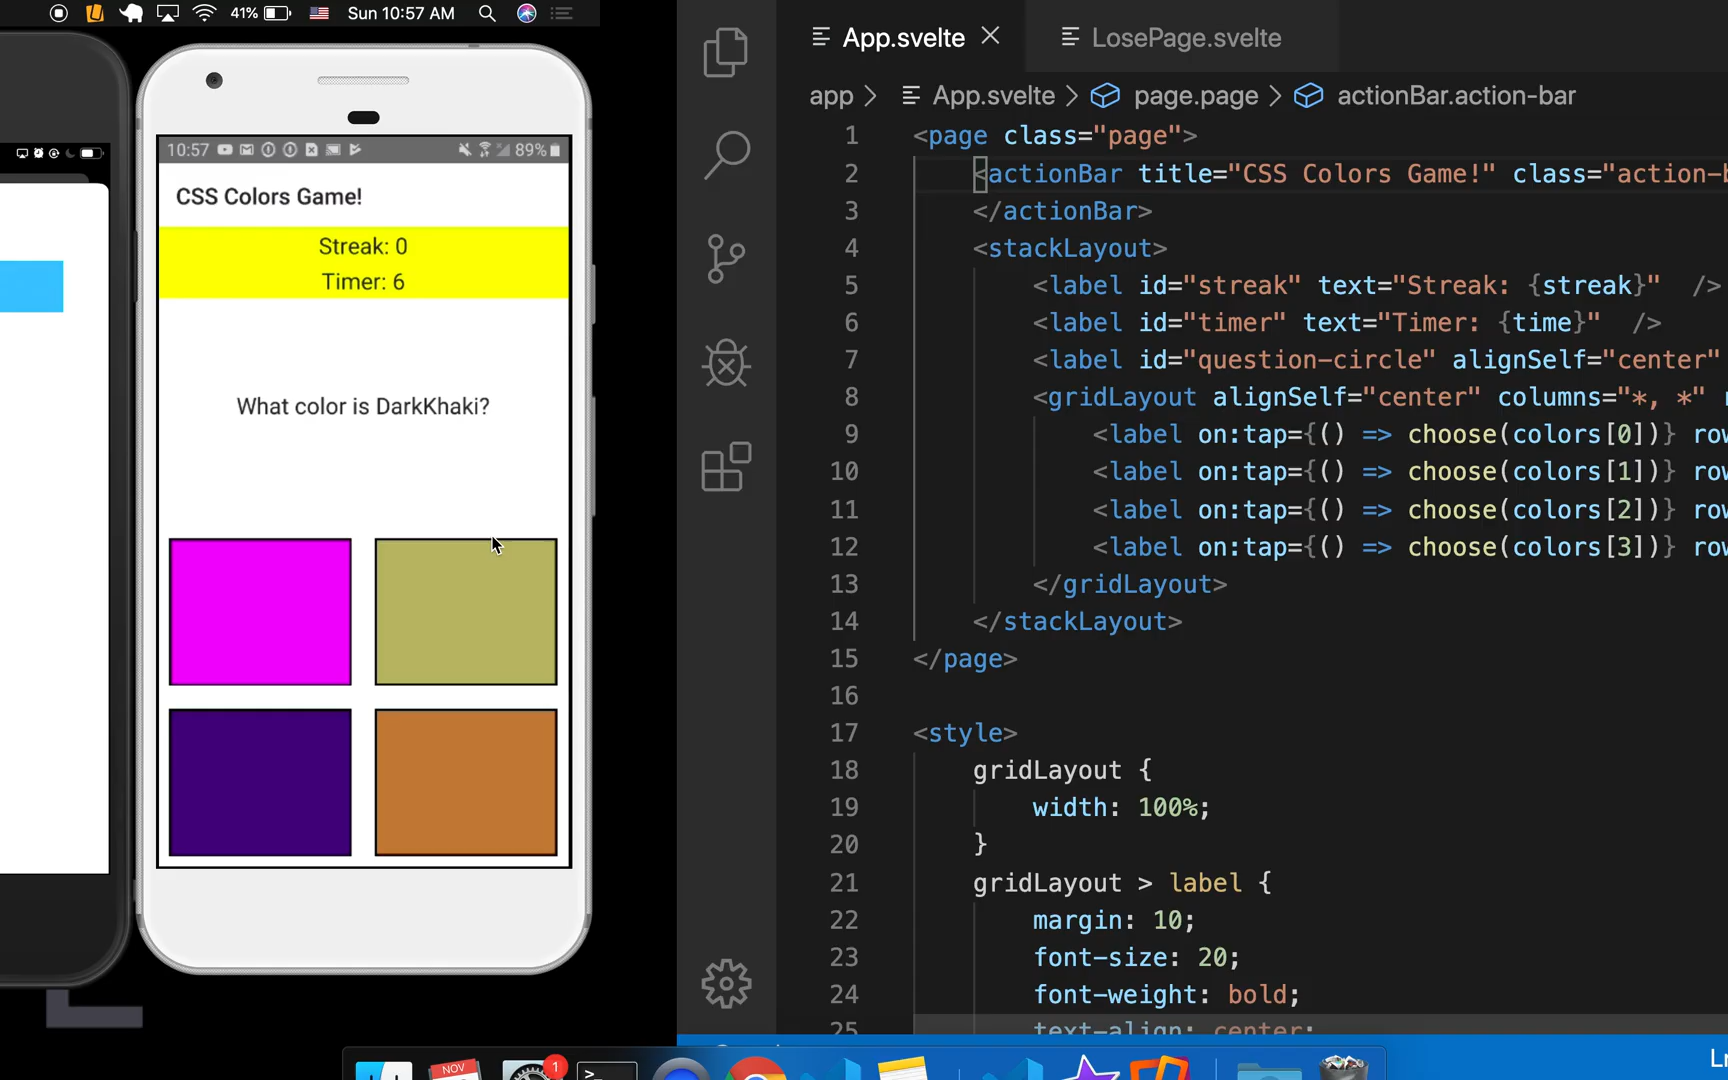 41%
Sun 10:57 AM
10:57
89%
CSS Colors Game!
Streak: 0
Timer: 6
What color is DarkKhaki?
App.svelte
LosePage.svelte
app > App.svelte > page.page > actionBar.action-bar
1 <page class="page">
2 <actionBar title="CSS Colors Game!" class="action-b
3 </actionBar>
4 <stackLayout>
5 <label id="streak" text="Streak: {streak}" />
6 <label id="timer" text="Timer: {time}" />
7 <label id="question-circle" alignSelf="center"
8 <gridLayout alignSelf="center" columns="*, *" r
9 <label on:tap={() => choose(colors[0])} row
10 <label on:tap={() => choose(colors[1])} row
11 <label on:tap={() => choose(colors[2])} row
12 <label on:tap={() => choose(colors[3])} row
13 </gridLayout>
14 </stackLayout>
15 </page>
16
17 <style>
18 gridLayout {
19 width: 100%;
20 }
21 gridLayout > label {
22 margin: 10;
23 font-size: 20;
24 font-weight: bold;
25 text-align: center;
NOV
1
>_